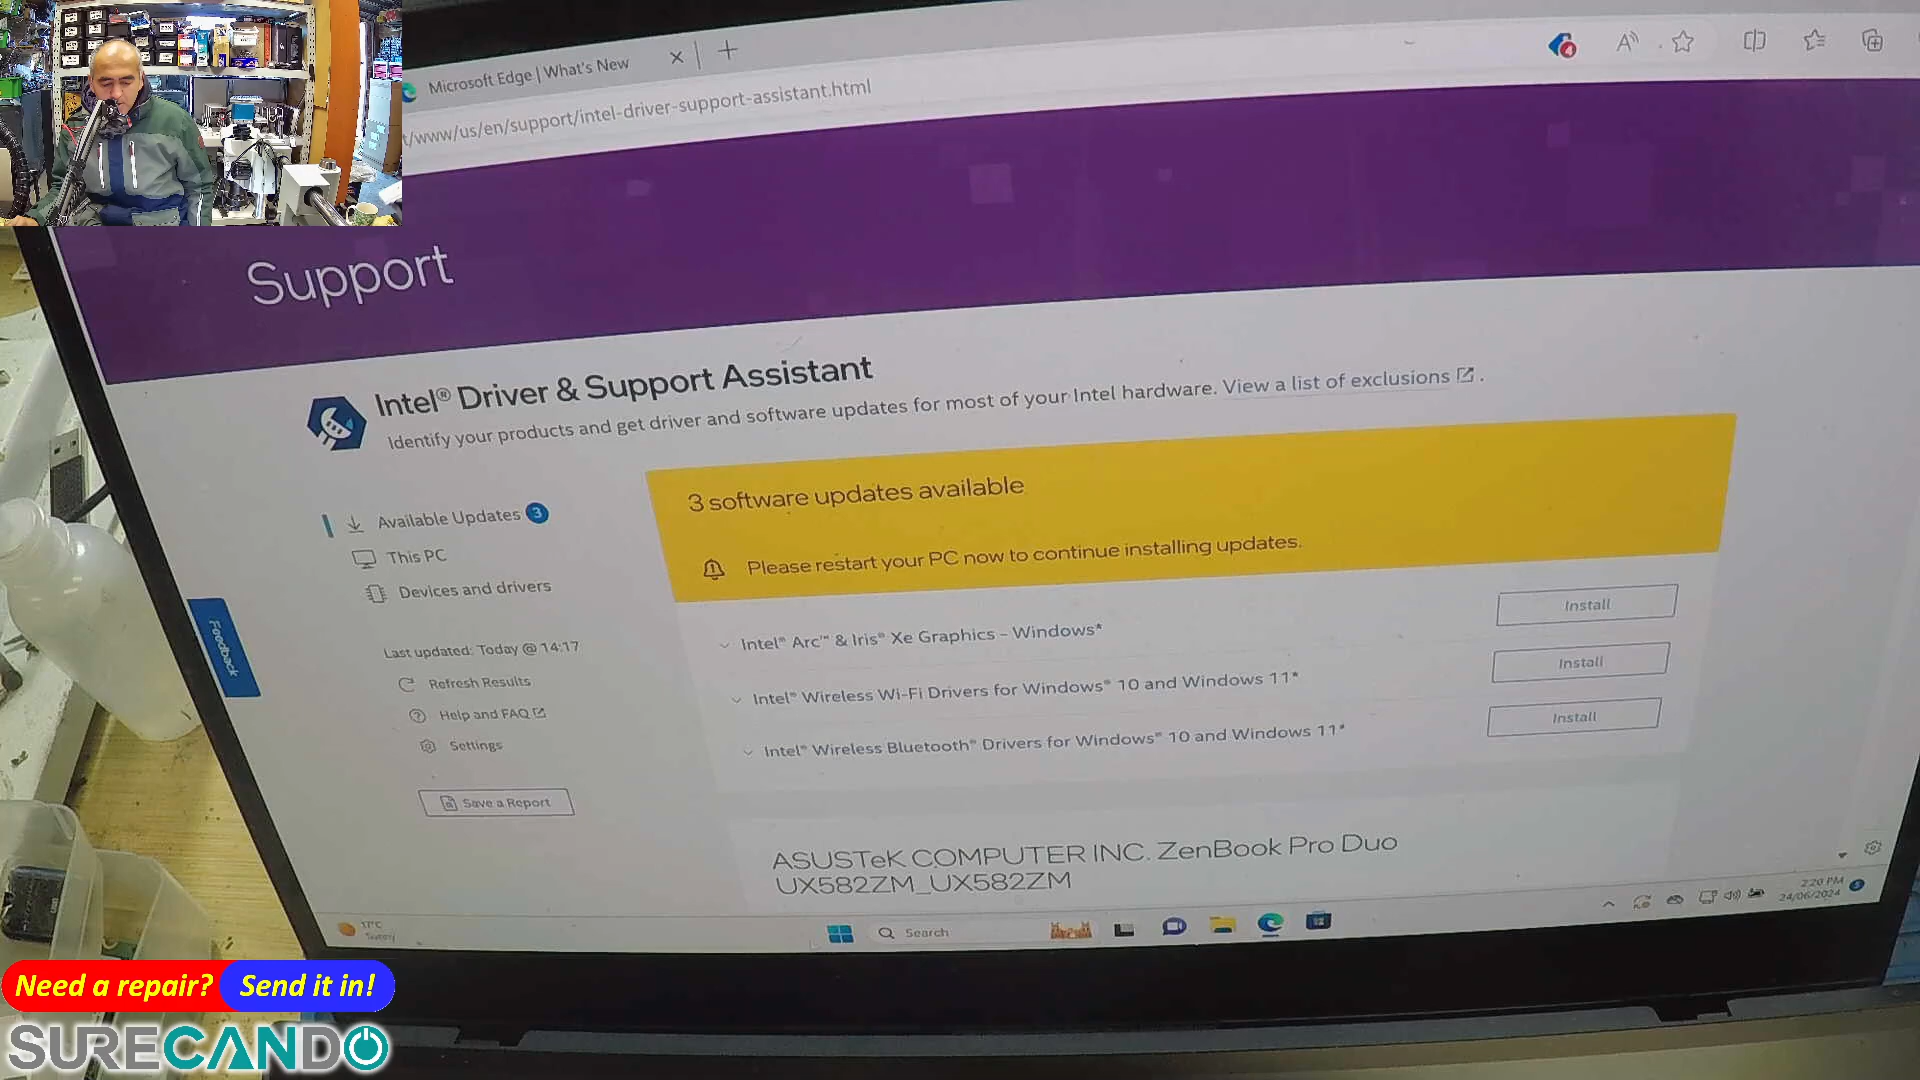 Microsoft Edge | What's New
t/www/us/en/support/intel-driver-support-assistant.html
4
Support
Intel® Driver & Support Assistant
Identify your products and get driver and software updates for most of your Intel hardware. View a list of exclusions .
Available Updates 3
This PC
Devices and drivers
Last updated: Today @ 14:17
Refresh Results
Help and FAQ
Settings
Save a Report
Feedback
3 software updates available
Please restart your PC now to continue installing updates.
Intel® Arc™ & Iris® Xe Graphics - Windows* Install
Intel® Wireless Wi-Fi Drivers for Windows® 10 and Windows 11* Install
Intel® Wireless Bluetooth® Drivers for Windows® 10 and Windows 11* Install
ASUSTeK COMPUTER INC. ZenBook Pro Duo
UX582ZM_UX582ZM
17°C
Search
2:20 PM
24/06/2024
Need a repair? Send it in!
SURECANDO